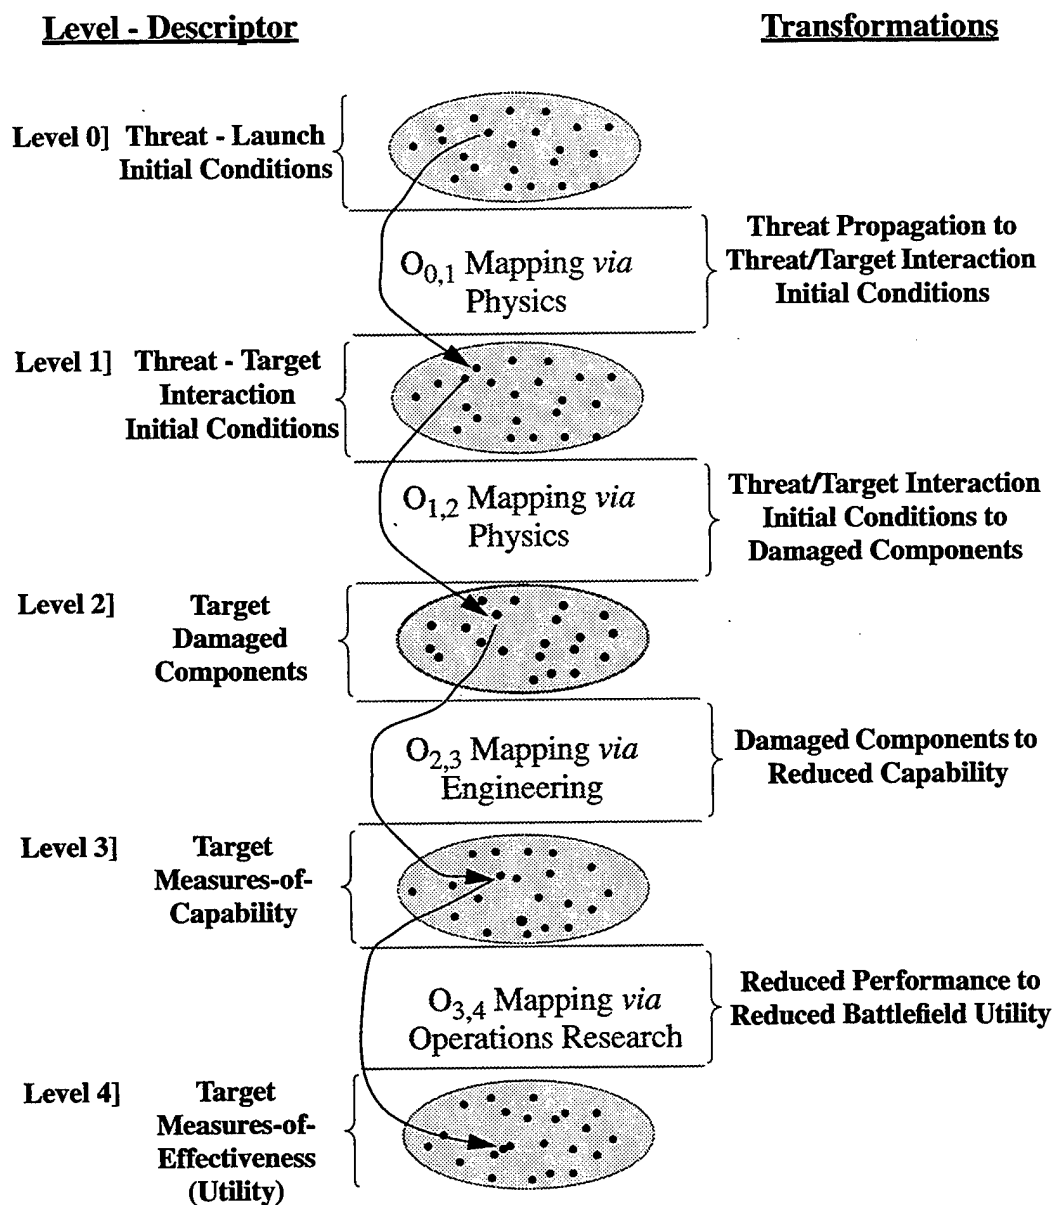 Level - Descriptor
Transformations
Level 0] Threat - Launch
Initial Conditions
O0,1 Mapping via
Physics
Threat Propagation to
Threat/Target Interaction
Initial Conditions
Level 1] Threat - Target
Interaction
Initial Conditions
O1,2 Mapping via
Physics
Threat/Target Interaction
Initial Conditions to
Damaged Components
Level 2] Target
Damaged
Components
O2,3 Mapping via
Engineering
Damaged Components to
Reduced Capability
Level 3] Target
Measures-of-
Capability
O3,4 Mapping via
Operations Research
Reduced Performance to
Reduced Battlefield Utility
Level 4] Target
Measures-of-
Effectiveness
(Utility)